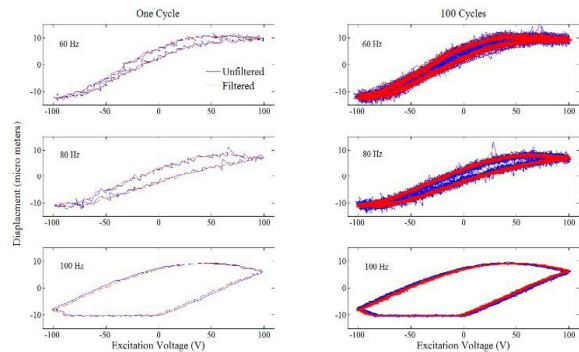 One Cycle
100 Cycles
Displacement (micro meters)
60 Hz
Unfiltered
Filtered
10
0
-10
-100 -50 0 50 100
60 Hz
10
0
-10
-100 -50 0 50 100
80 Hz
10
0
-10
-100 -50 0 50 100
80 Hz
10
0
-10
-100 -50 0 50 100
100 Hz
10
0
-10
-100 -50 0 50 100
Excitation Voltage (V)
100 Hz
10
0
-10
-100 -50 0 50 100
Excitation Voltage (V)